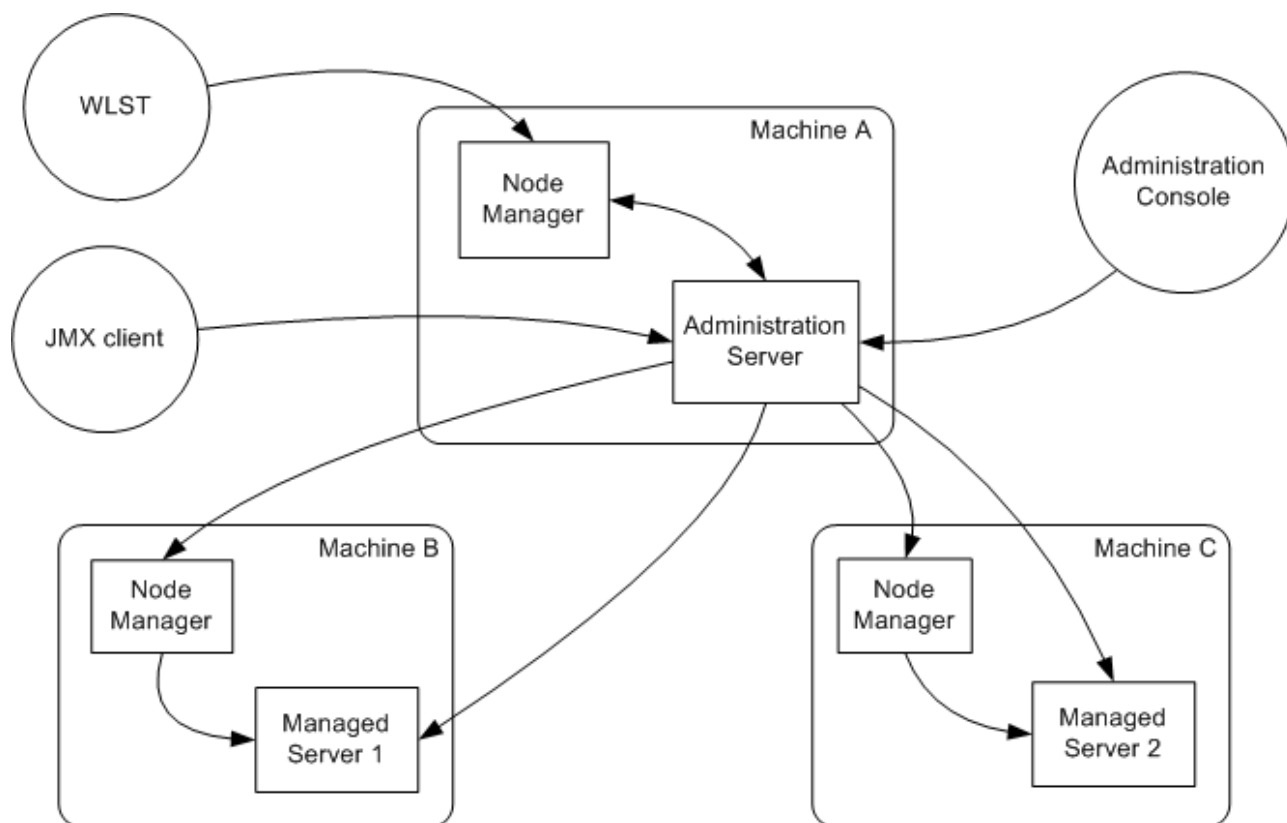 WLST
Machine A
Node
Manager
Administration
Console
JMX client
Administration
Server
Machine B
Node
Manager
Managed
Server 1
Machine C
Node
Manager
Managed
Server 2